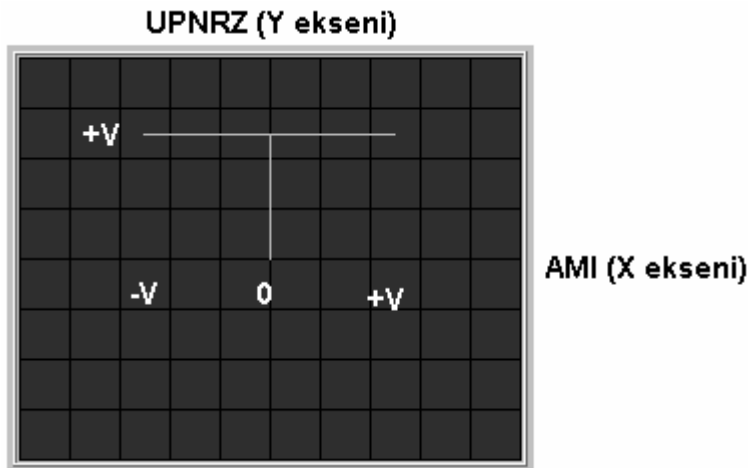 UPNRZ (Y ekseni)
+V
AMI (X ekseni)
-V 0 +V